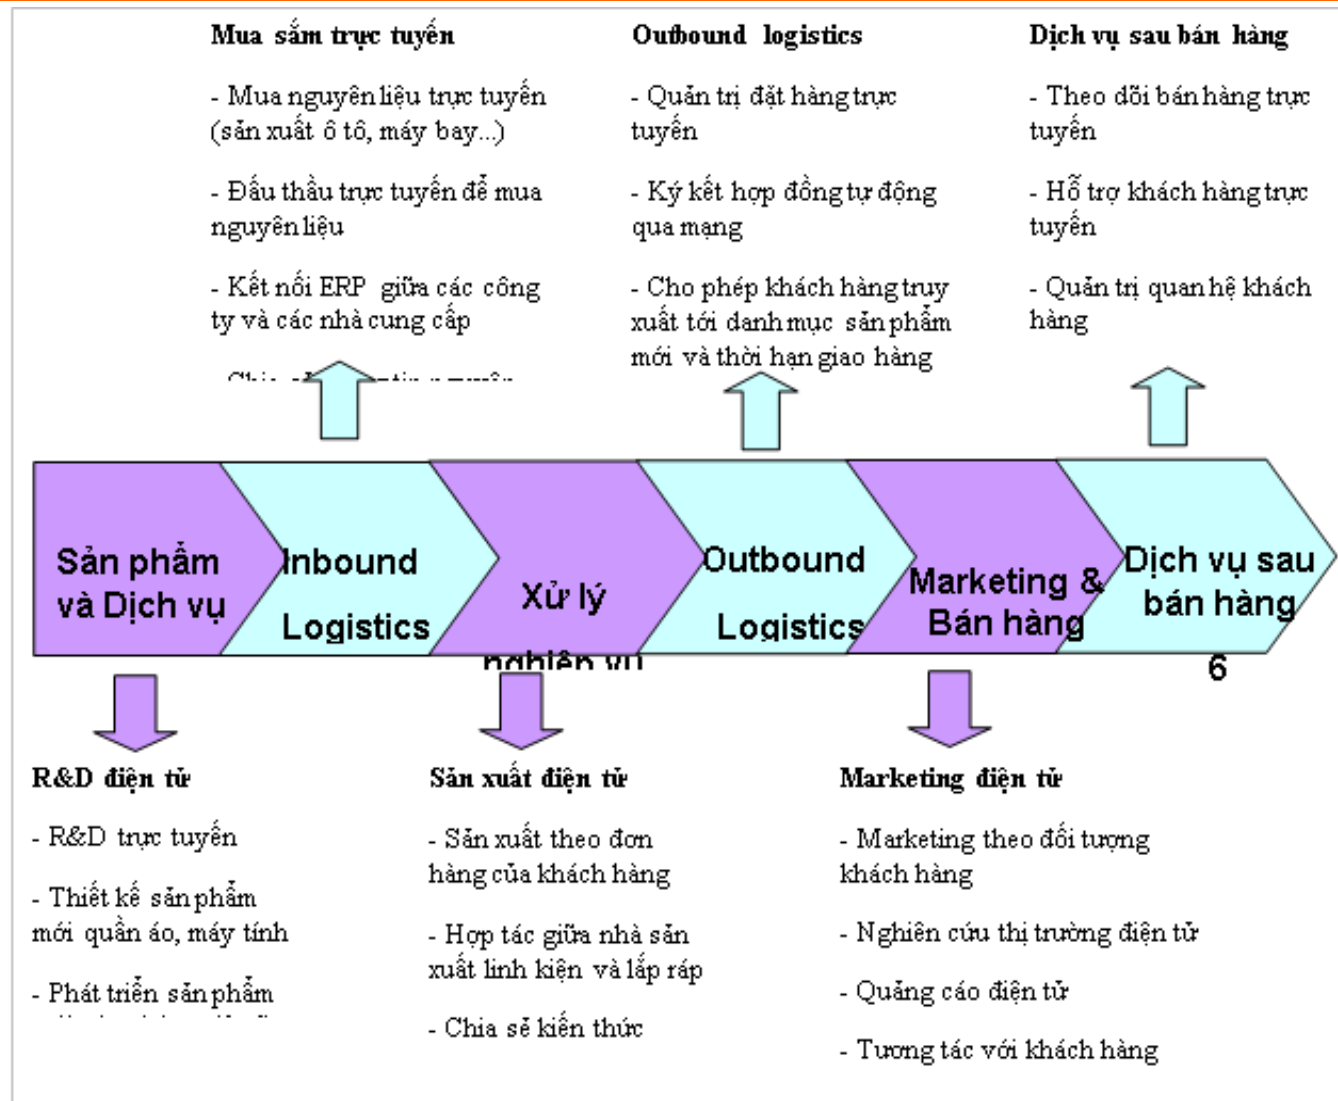 Mua sắm trực tuyến
- Mua nguyên liệu trực tuyến
(sản xuất ô tô, máy bay...)
- Đấu thầu trực tuyến để mua
nguyên liệu
- Kết nối ERP giữa các công
ty và các nhà cung cấp
Outbound logistics
- Quản trị đặt hàng trực
tuyến
- Ký kết hợp đồng tự động
qua mạng
- Cho phép khách hàng truy
xuất tới danh mục sản phẩm
mới và thời hạn giao hàng
Dịch vụ sau bán hàng
- Theo dõi bán hàng trực
tuyến
- Hỗ trợ khách hàng trực
tuyến
- Quản trị quan hệ khách
hàng
Sản phẩm
và Dịch vụ
Inbound
Logistics
Xử lý
nghiệp vụ
Outbound
Logistics
Marketing &
Bán hàng
Dịch vụ sau
bán hàng
6
R&D điện tử
- R&D trực tuyến
- Thiết kế sản phẩm
mới quần áo, máy tính
- Phát triển sản phẩm
Sản xuất điện tử
- Sản xuất theo đơn
hàng của khách hàng
- Hợp tác giữa nhà sản
xuất linh kiện và lắp ráp
- Chia sẻ kiến thức
Marketing điện tử
- Marketing theo đối tượng
khách hàng
- Nghiên cứu thị trường điện tử
- Quảng cáo điện tử
- Tương tác với khách hàng